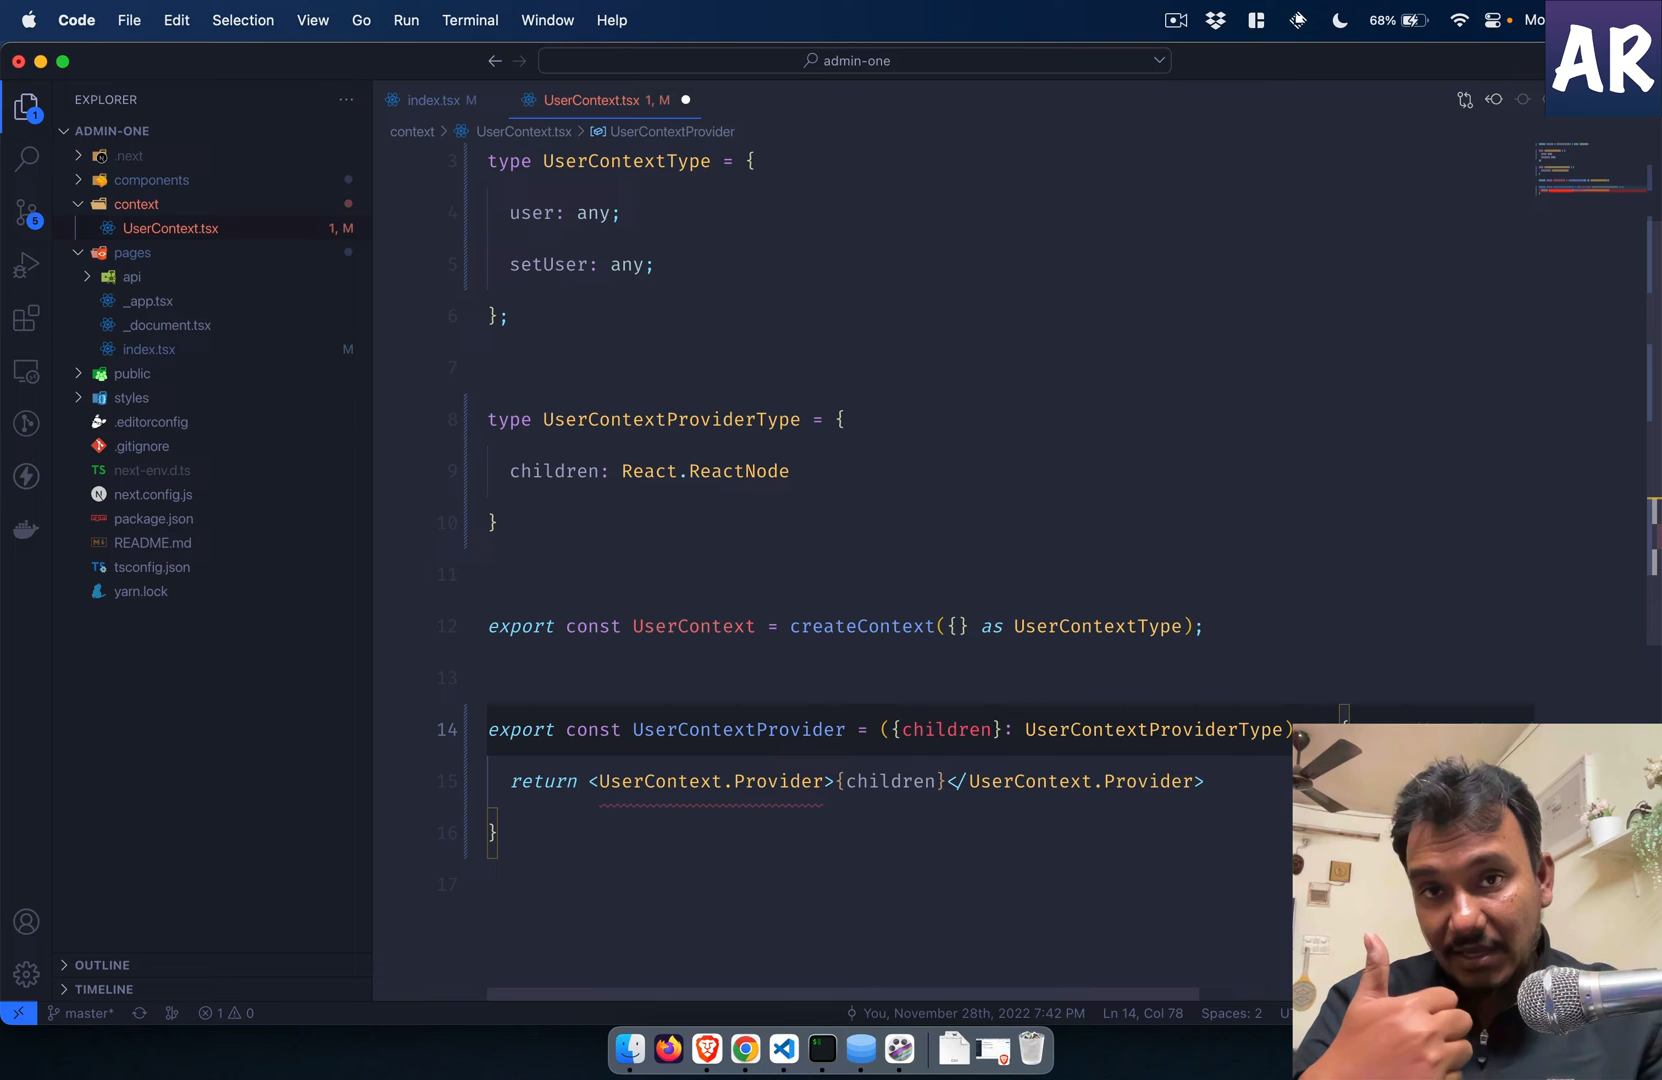 Code File Edit Selection View Go Run Terminal Window Help
68%
Mo
AR
admin-one
EXPLORER
index.tsx M
UserContext.tsx 1, M
ADMIN-ONE
context > UserContext.tsx > UserContextProvider
.next
components
context
UserContext.tsx 1, M
pages
api
_app.tsx
_document.tsx
index.tsx M
public
styles
.editorconfig
.gitignore
next-env.d.ts
next.config.js
package.json
README.md
tsconfig.json
yarn.lock
OUTLINE
TIMELINE
1
5
3 type UserContextType = {
4 user: any;
5 setUser: any;
6 };
7
8 type UserContextProviderType = {
9 children: React.ReactNode
10 }
11
12 export const UserContext = createContext({} as UserContextType);
13
14 export const UserContextProvider = ({children}: UserContextProviderType)
15 return <UserContext.Provider>{children}</UserContext.Provider>
16 }
17
master*
1 0
You, November 28th, 2022 7:42 PM
Ln 14, Col 78
Spaces: 2